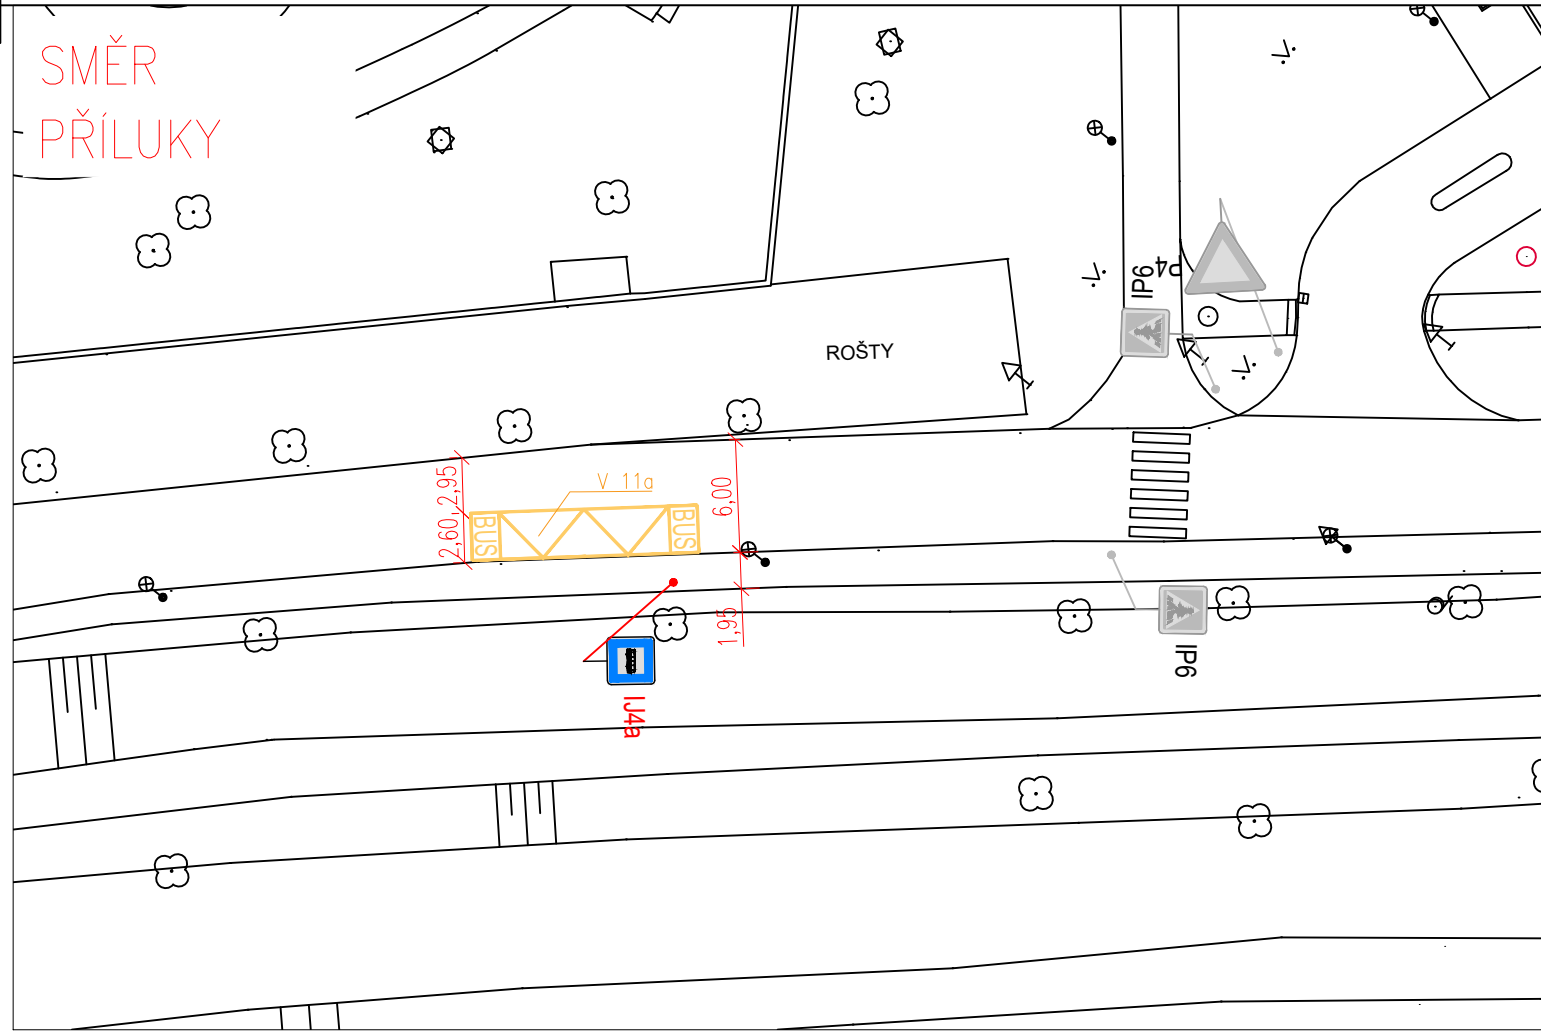 SMĚR
PŘÍLUKY
P4
IP6
ROŠTY
2,95
2,60
V 11a
6,00
BUS
BUS
1,95
IJ4a
IP6